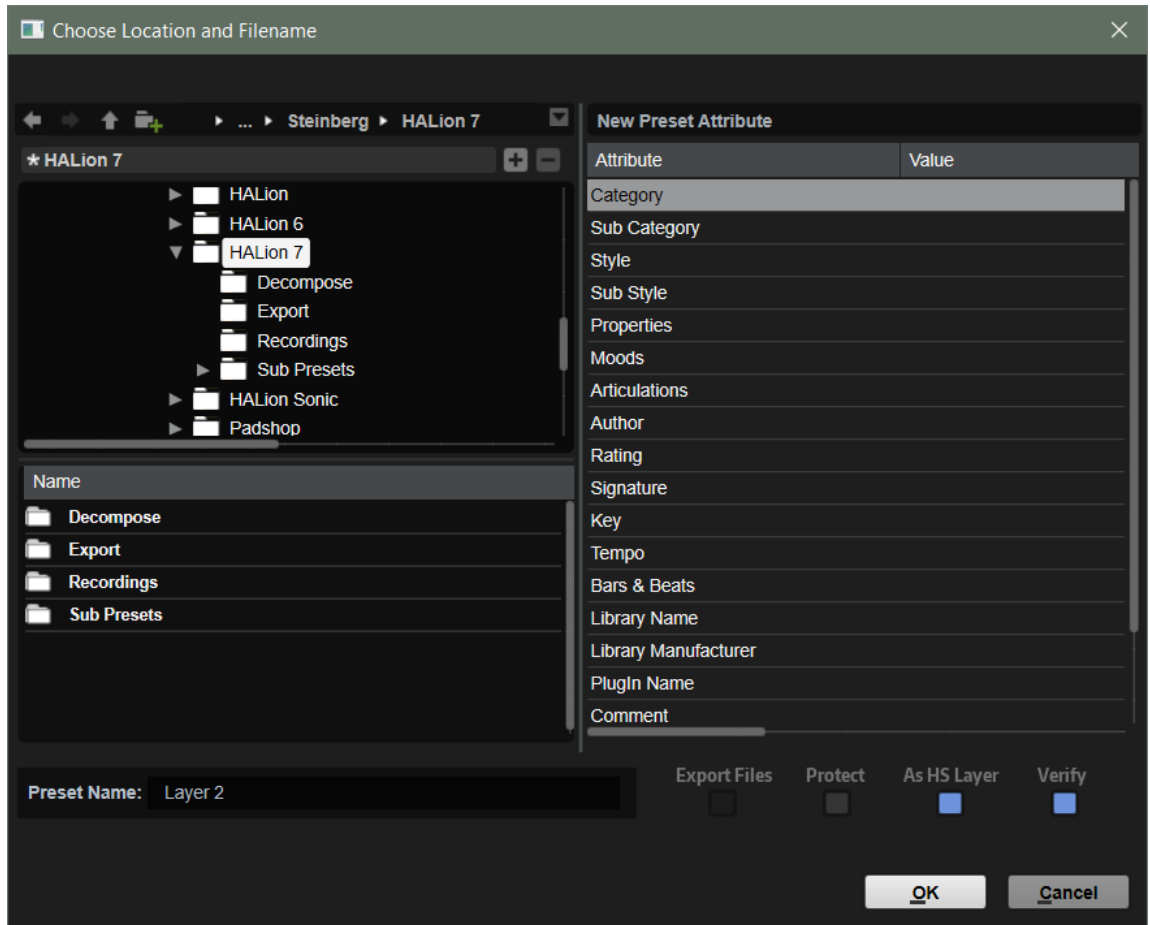 Choose Location and Filename
... Steinberg HALion 7
* HALion 7
HALion
HALion 6
HALion 7
Decompose
Export
Recordings
Sub Presets
HALion Sonic
Padshop
Name
Decompose
Export
Recordings
Sub Presets
New Preset Attribute
Attribute Value
Category
Sub Category
Style
Sub Style
Properties
Moods
Articulations
Author
Rating
Signature
Key
Tempo
Bars & Beats
Library Name
Library Manufacturer
PlugIn Name
Comment
Preset Name: Layer 2
Export Files Protect As HS Layer Verify
OK Cancel